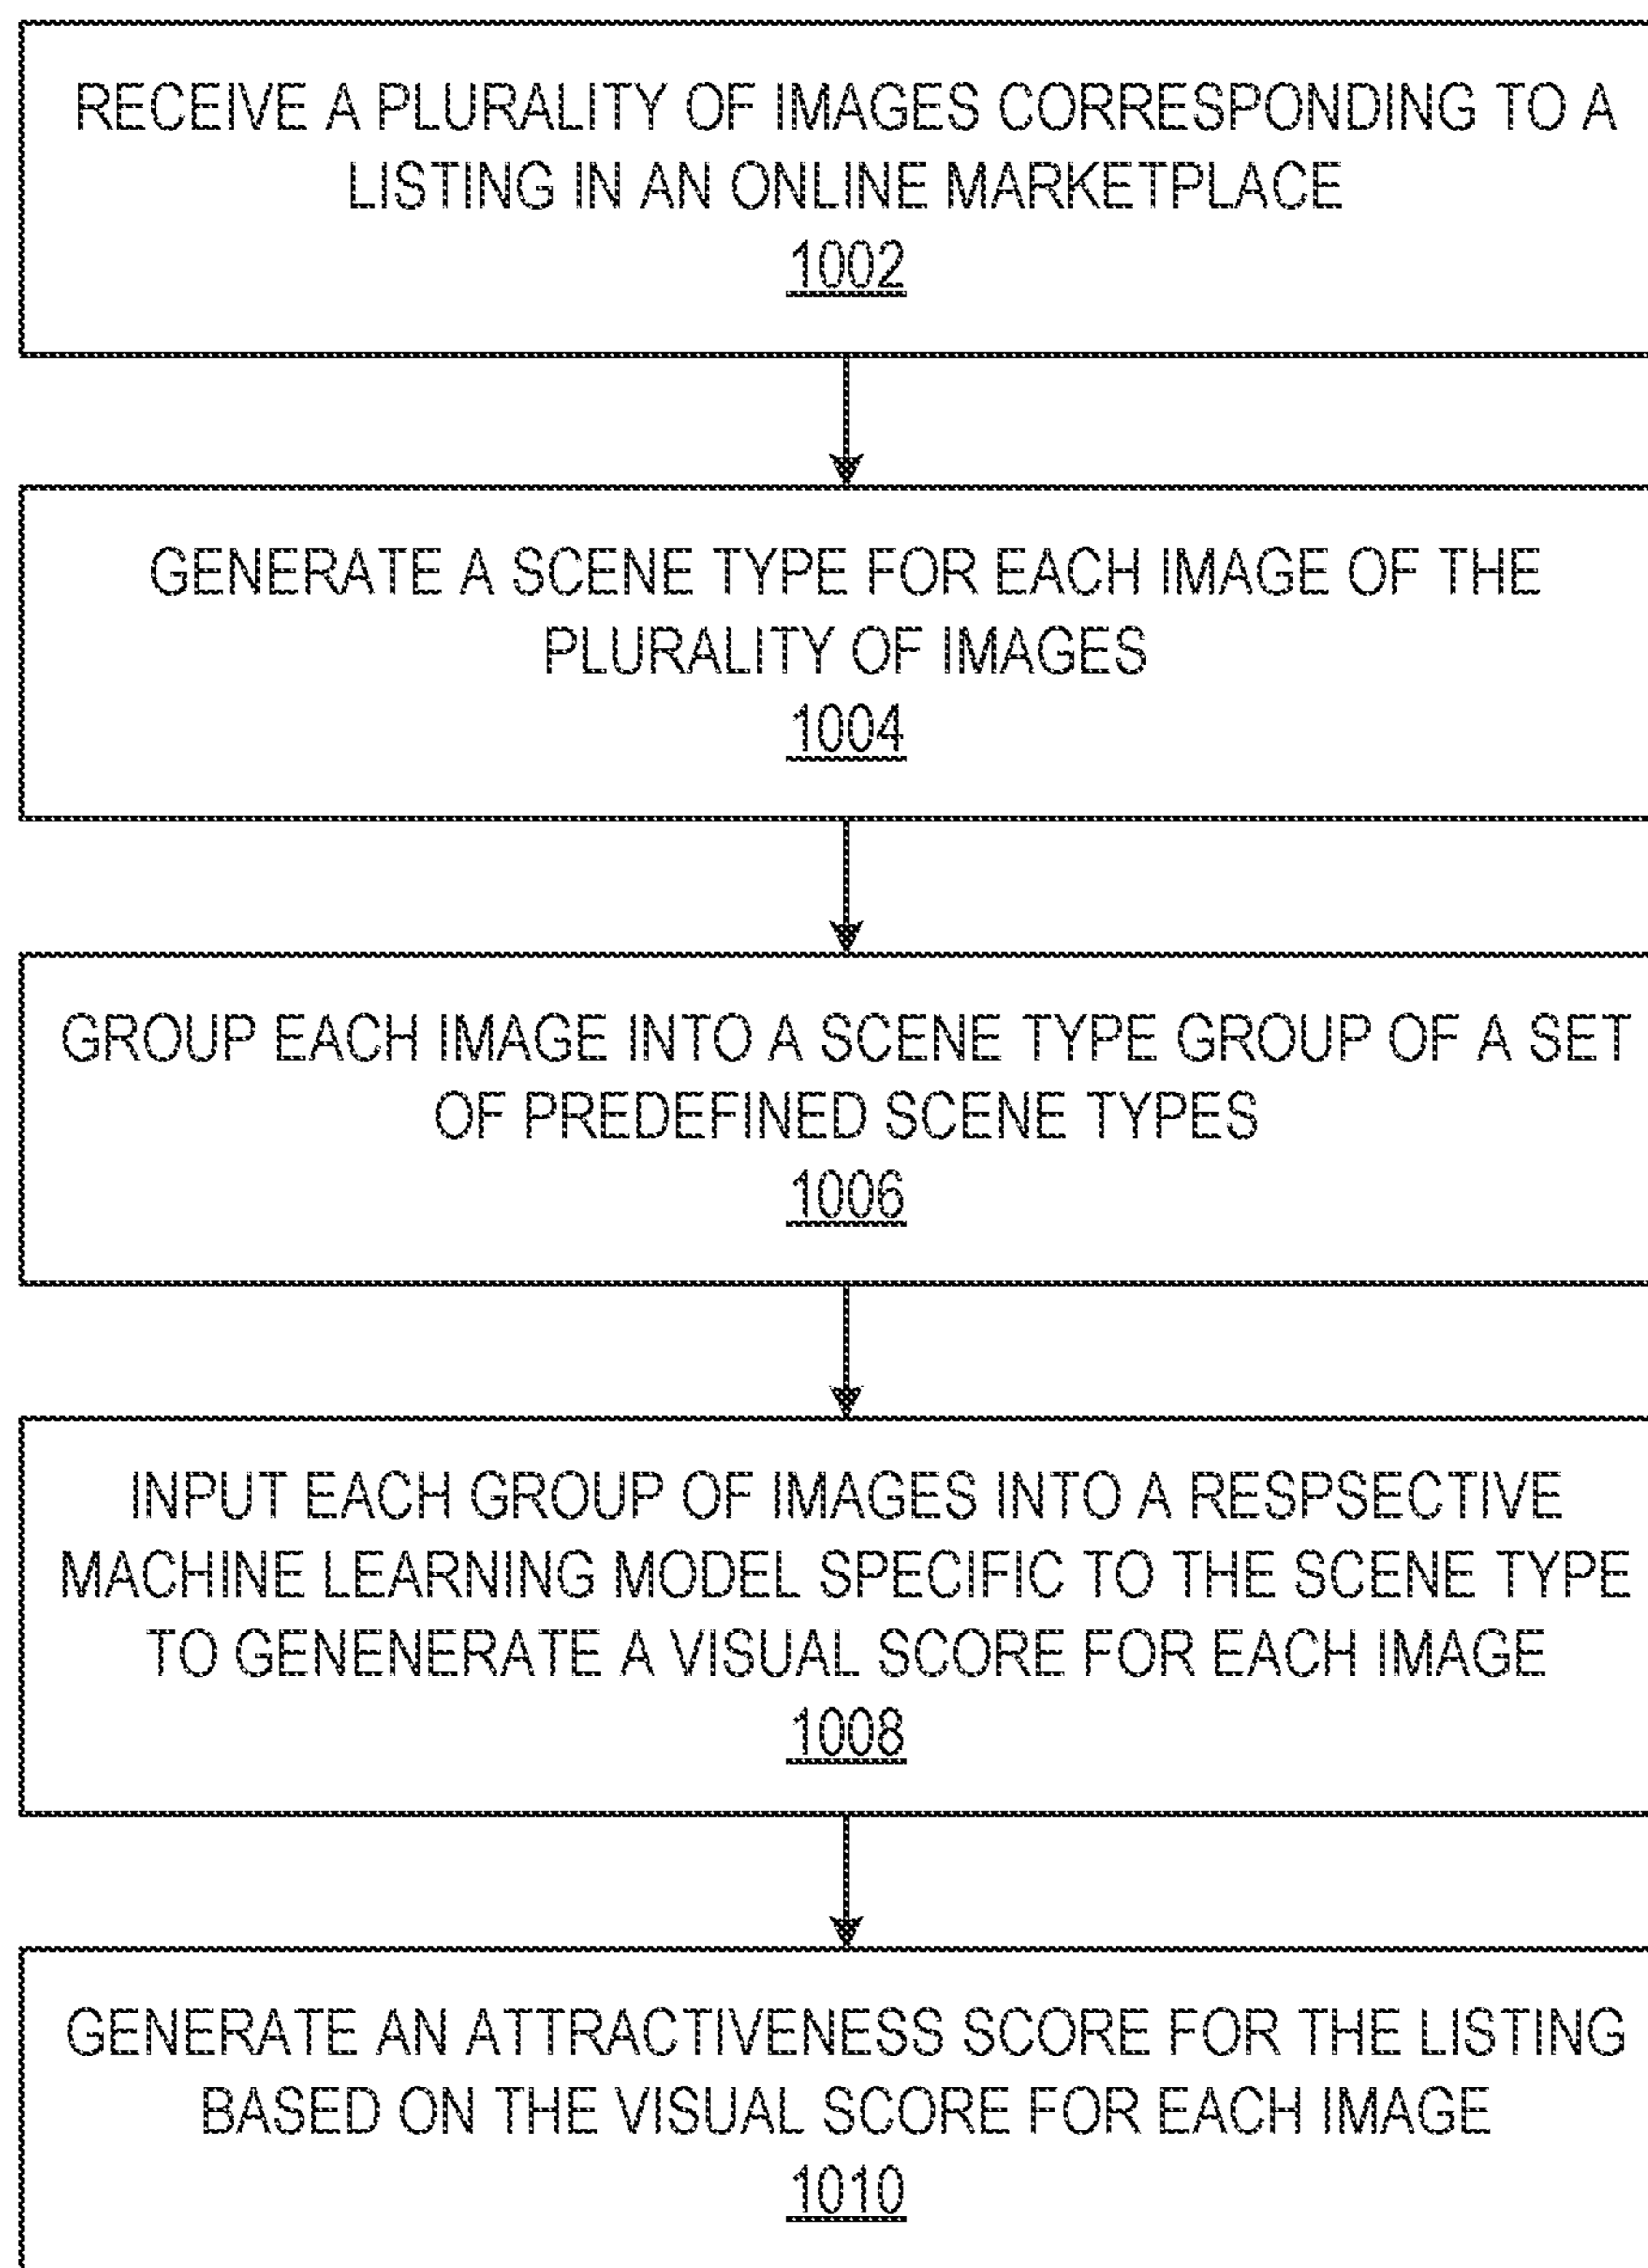 RECEIVE A PLURALITY OF IMAGES CORRESPONDING TO A
LISTING IN AN ONLINE MARKETPLACE
1002
GENERATE A SCENE TYPE FOR EACH IMAGE OF THE
PLURALITY OF IMAGES
1004
GROUP EACH IMAGE INTO A SCENE TYPE GROUP OF A SET
OF PREDEFINED SCENE TYPES
1006
INPUT EACH GROUP OF IMAGES INTO A RESPSECTIVE
MACHINE LEARNING MODEL SPECIFIC TO THE SCENE TYPE
TO GENENERATE A VISUAL SCORE FOR EACH IMAGE
1008
GENERATE AN ATTRACTIVENESS SCORE FOR THE LISTING
BASED ON THE VISUAL SCORE FOR EACH IMAGE
1010